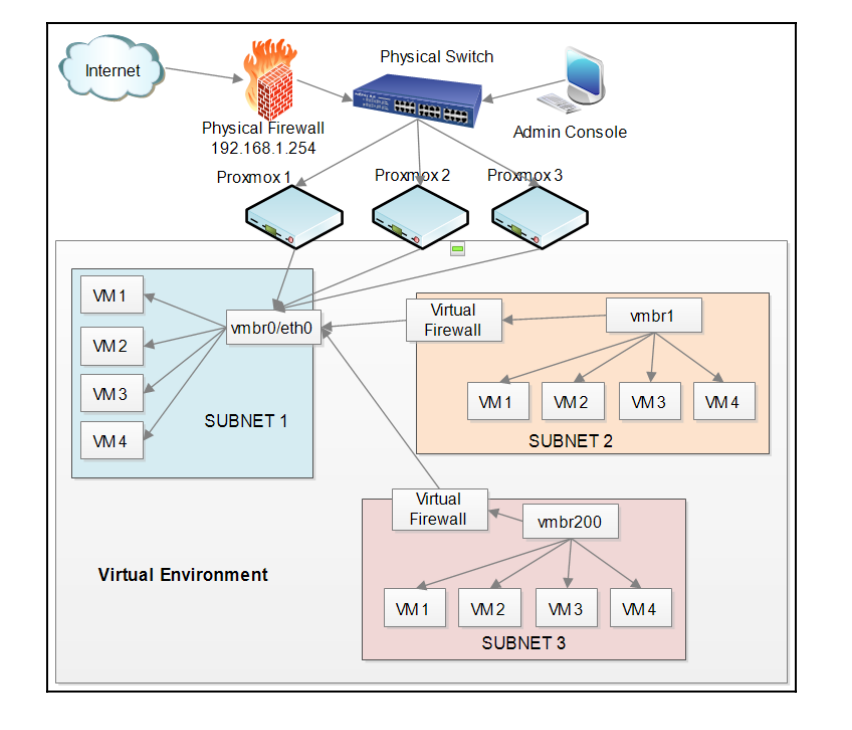 Internet
Physical Switch
Physical Firewall
192.168.1.254
Admin Console
Proxmox 1
Proxmox 2
Proxmox 3
VM 1
VM 2
VM 3
VM 4
vmbr0/eth0
SUBNET 1
Virtual
Firewall
vmbr1
VM 1
VM 2
VM 3
VM 4
SUBNET 2
Virtual
Firewall
vmbr200
VM 1
VM 2
VM 3
VM 4
SUBNET 3
Virtual Environment